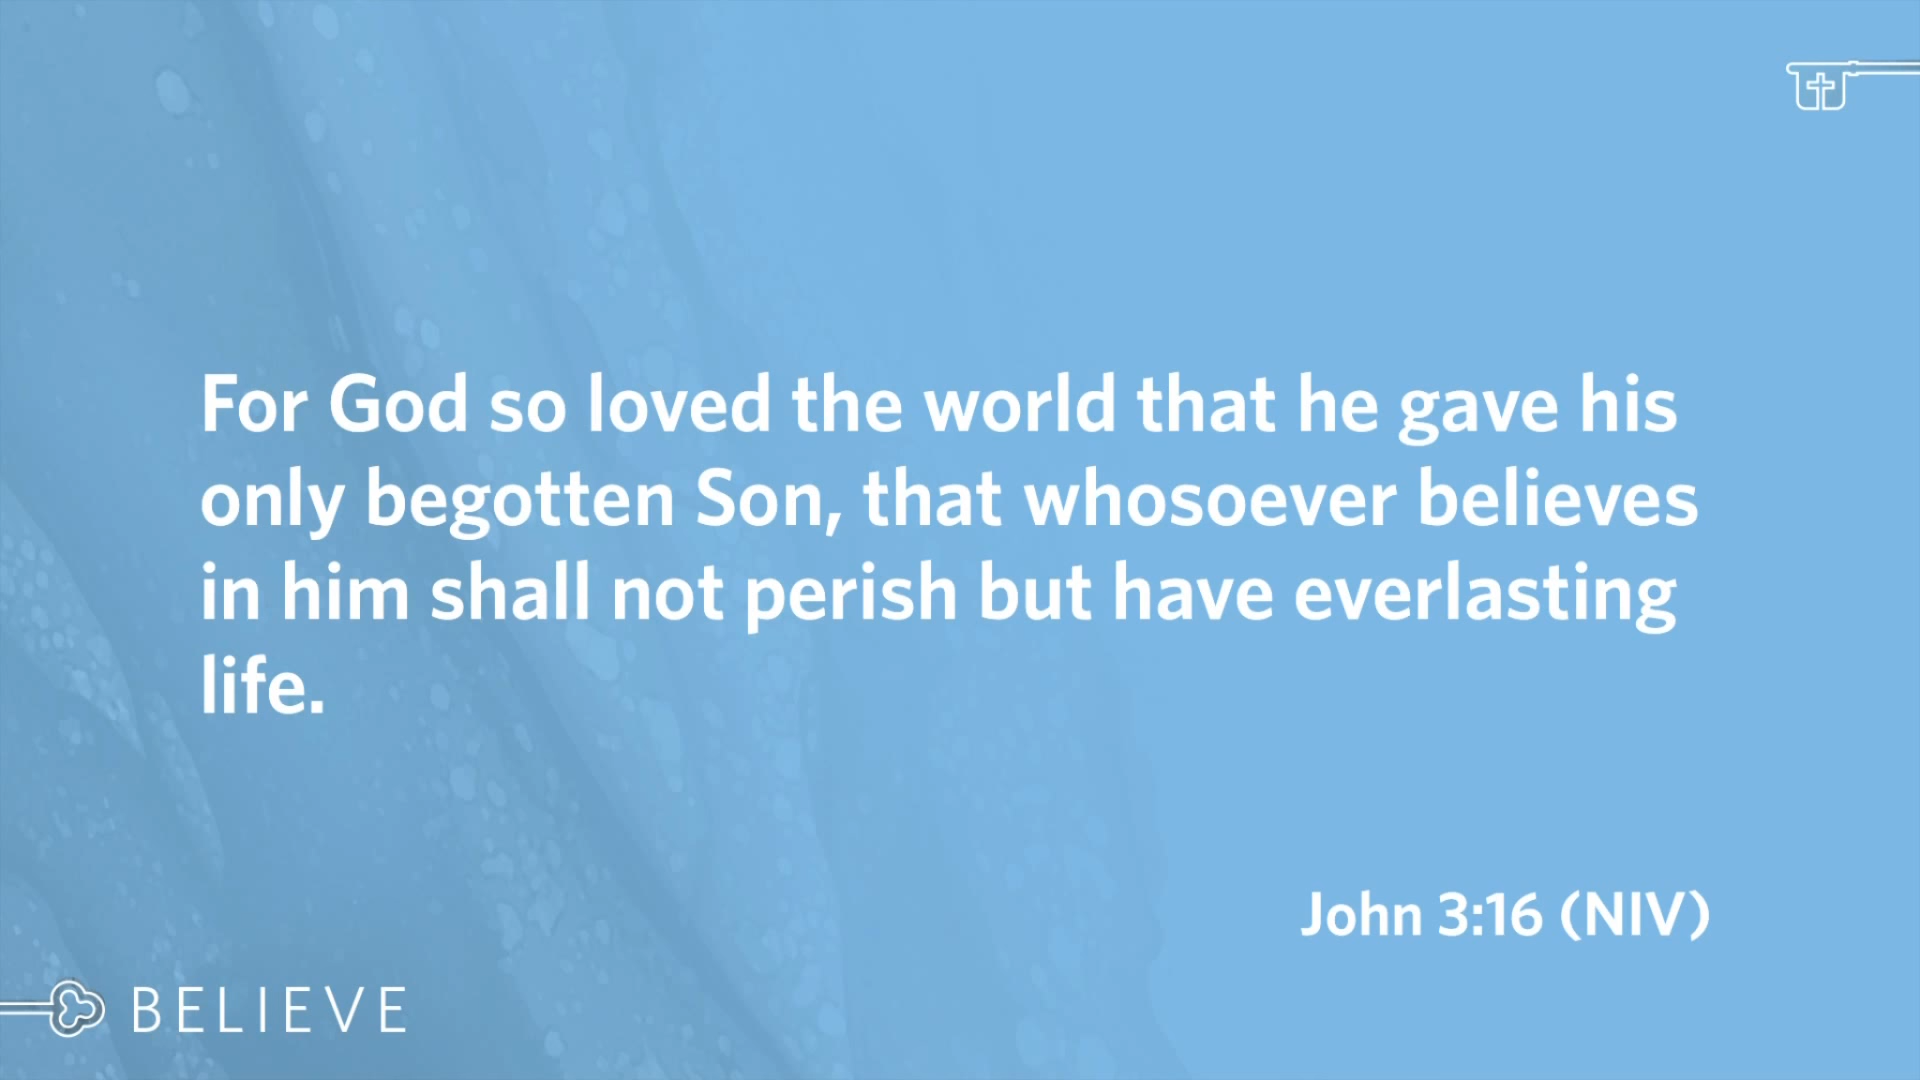 For God so loved the world that he gave his
only begotten Son, that whosoever believes
in him shall not perish but have everlasting
life.
John 3:16 (NIV)
BELIEVE